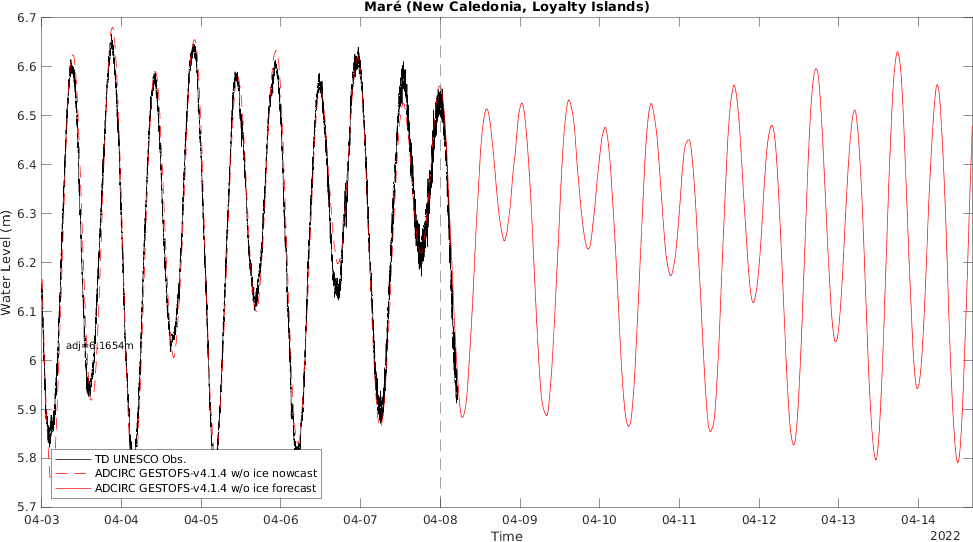 Maré (New Caledonia, Loyalty Islands)
6.7
6.6
6.5
6.4
6.3
6.2
6.1
6
5.9
5.8
5.7
Water Level (m)
adj=6.1654m
TD UNESCO Obs.
ADCIRC GESTOFS-v4.1.4 w/o ice nowcast
ADCIRC GESTOFS-v4.1.4 w/o ice forecast
04-03 04-04 04-05 04-06 04-07 04-08 04-09 04-10 04-11 04-12 04-13 04-14
Time
2022